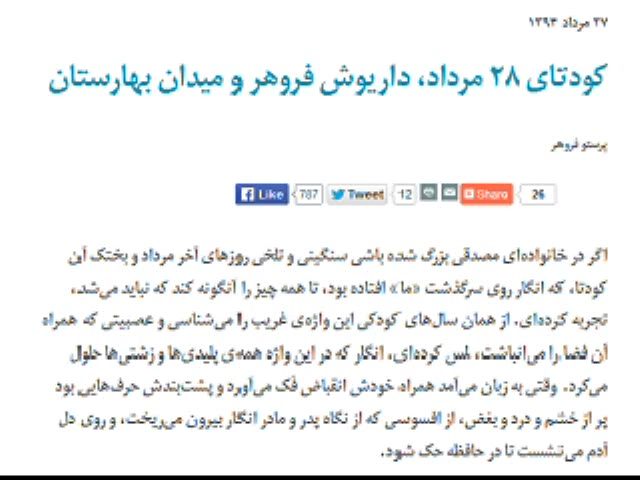 ۲۷ مرداد ۱۳۹۴
کودتای ۲۸ مرداد، داریوش فروهر و میدان بهارستان
پرستو فروهر
Like 787 Tweet 12 Share 26
اگر در خانواده‌ای مصدقی بزرگ شده باشی سنگینی و تلخی روزهای آخر مرداد و بختک آن
کودتا، که انگار روی سرگذشت «ما» افتاده بود، تا همه چیز را آنگونه کند که نباید می‌شد،
تجربه کرده‌ای. از همان سال‌های کودکی این واژه‌ی غریب را می‌شناسی و عصبیتی که همراه
آن فضا را می‌انباشت، لمس کرده‌ای، انگار که در این واژه همه‌ی پلیدی‌ها و زشتی‌ها حلول
می‌کرد. وقتی به زبان می‌آمد همراه خودش انقباض فک می‌آورد و پشت‌بندش حرف‌هایی بود
پر از خشم و درد و بغض، از افسوسی که از نگاه پدر و مادر انگار بیرون می‌ریخت، و روی دل
آدم می‌نشست تا در حافظه حک شود.